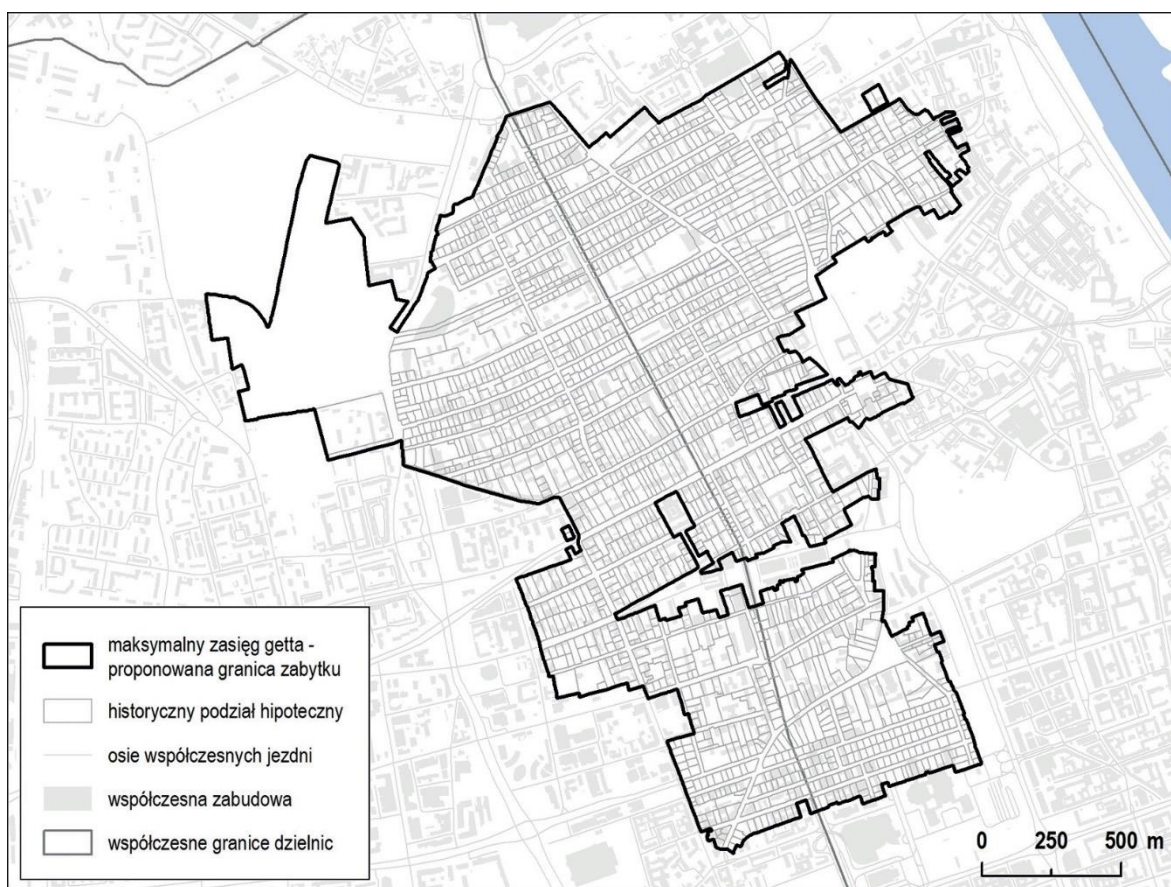 maksymalny zasięg getta -
proponowana granica zabytku
historyczny podział hipoteczny
osie współczesnych jezdni
współczesna zabudowa
współczesne granice dzielnic
0 250 500 m